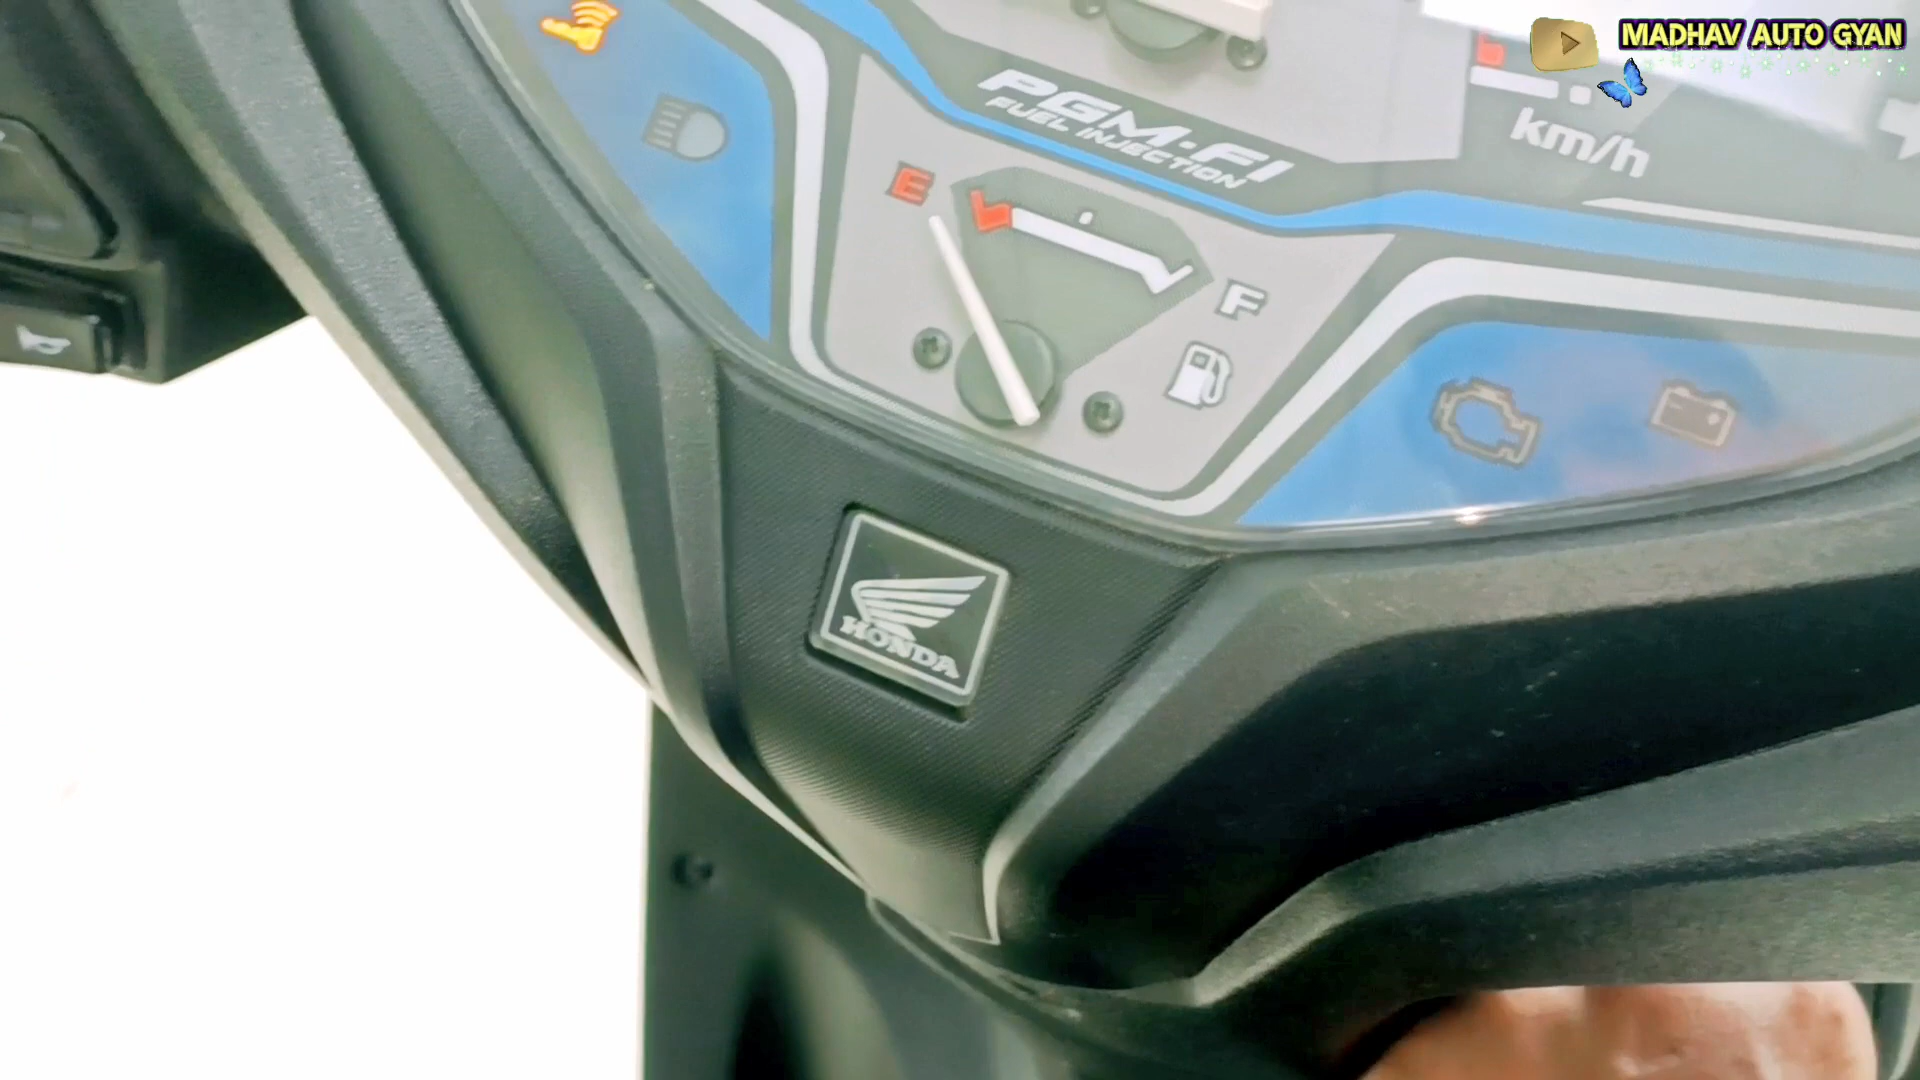 MADHAV AUTO GYAN
PGM-FI
FUEL INJECTION
km/h
E
F
HONDA